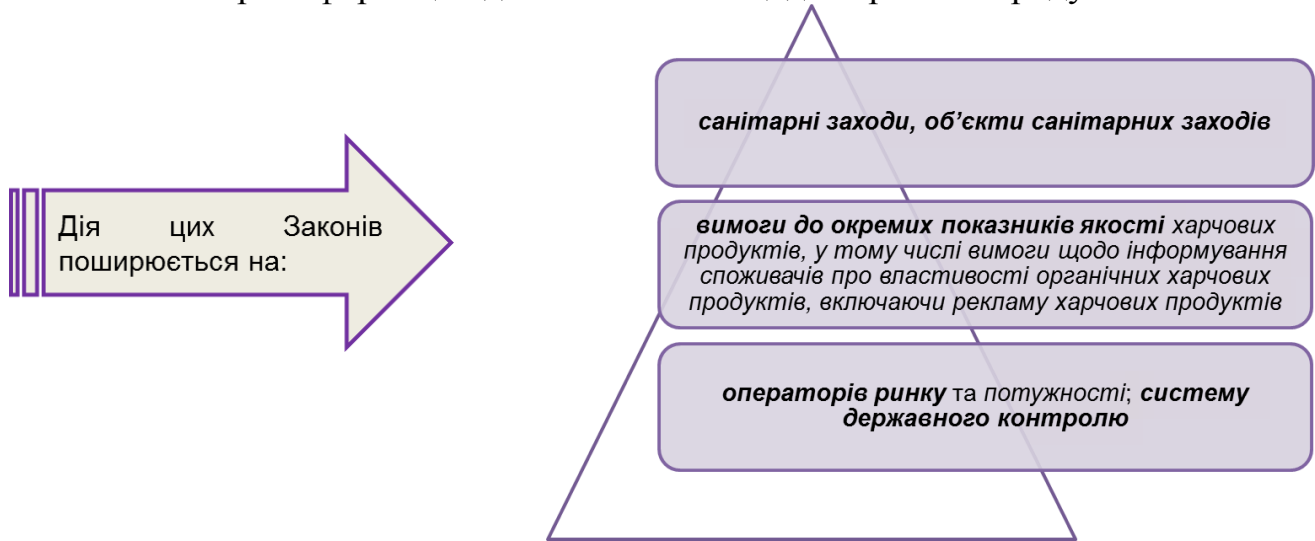 Дія цих Законів
поширюється на:
санітарні заходи, об’єкти санітарних заходів
вимоги до окремих показників якості харчових
продуктів, у тому числі вимоги щодо інформування
споживачів про властивості органічних харчових
продуктів, включаючи рекламу харчових продуктів
операторів ринку та потужності; систему
державного контролю